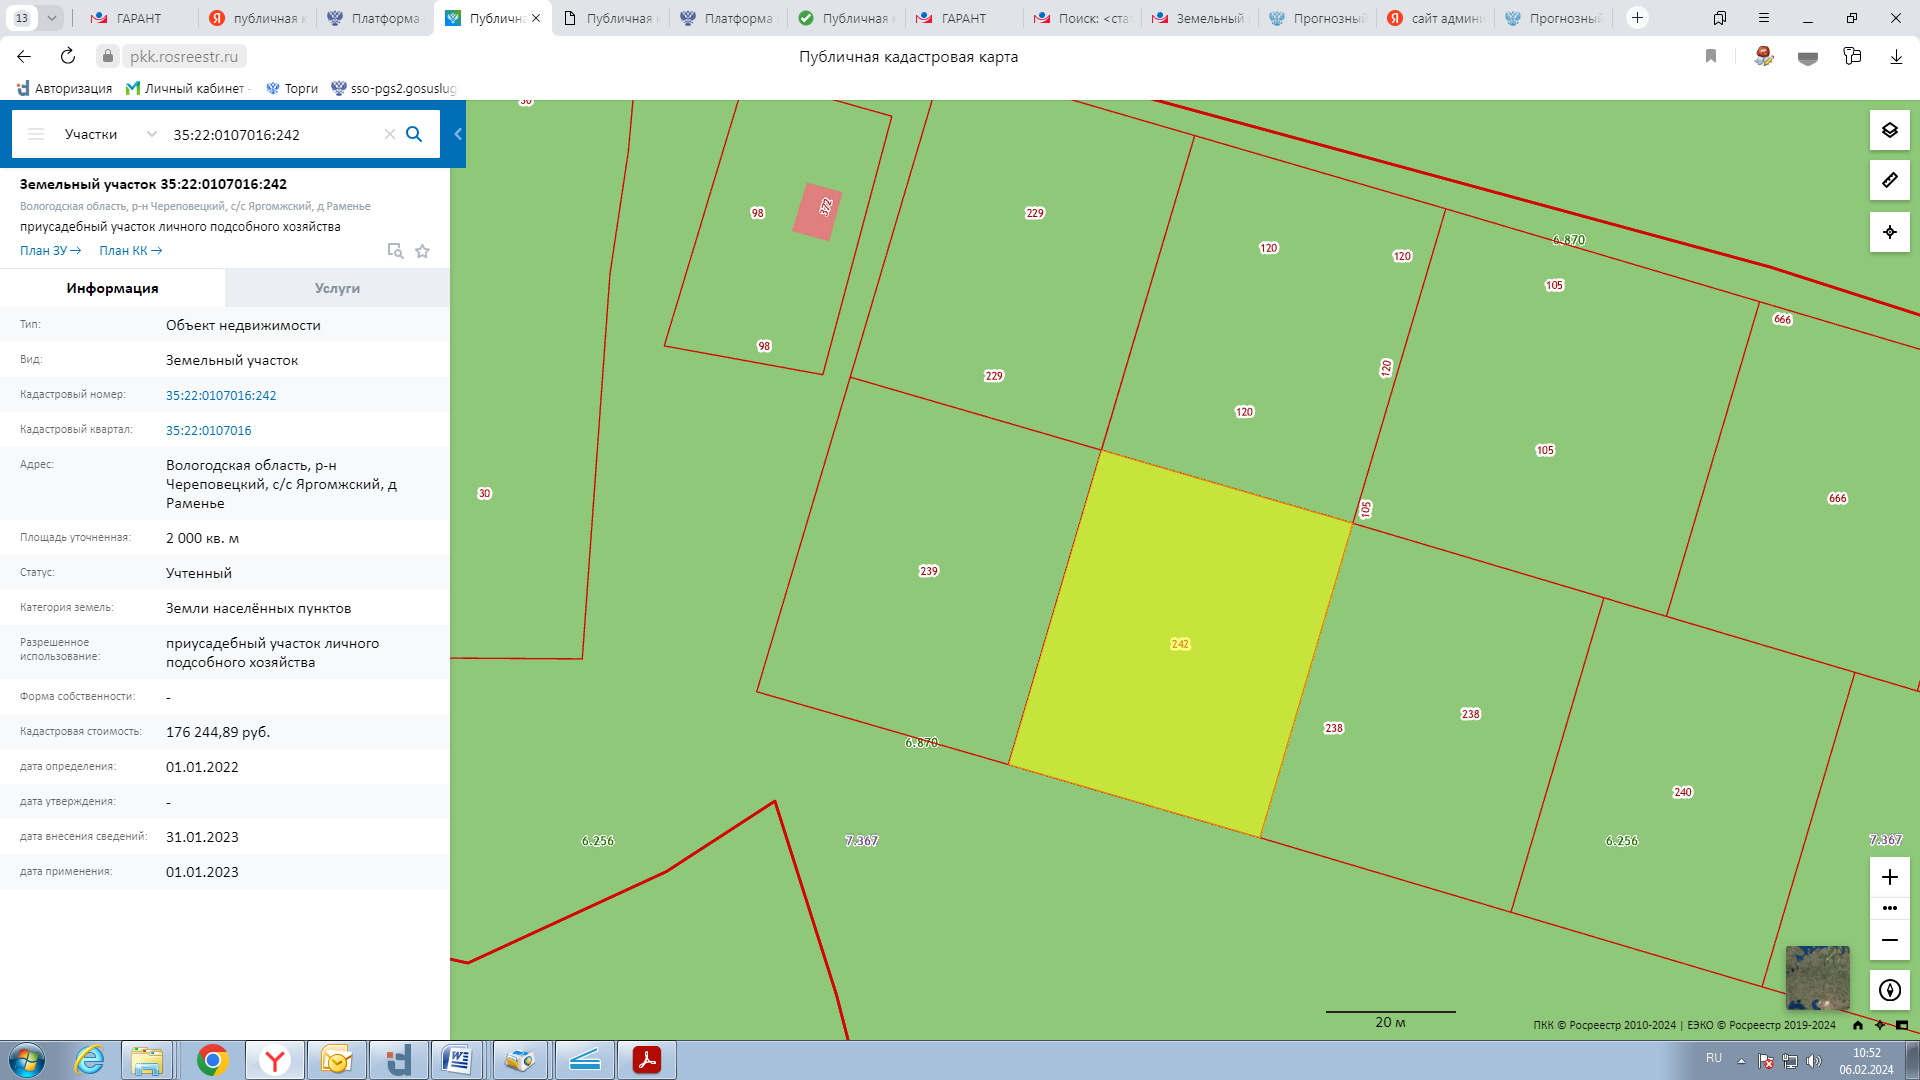 13
ГАРАНТ
публичная к
Платформа
Публична
Публичная к
Платформа
Публичная к
ГАРАНТ
Поиск: <ста
Земельный
Прогнозный
сайт админи
Прогнозный
pkk.rosreestr.ru
Публичная кадастровая карта
Авторизация
Личный кабинет -
Торги
sso-pgs2.gosuslug
Участки
35:22:0107016:242
Земельный участок 35:22:0107016:242
Вологодская область, р-н Череповецкий, с/с Яргомжский, д Раменье
приусадебный участок личного подсобного хозяйства
План ЗУ →
План КК →
Информация
Услуги
Тип:
Объект недвижимости
Вид:
Земельный участок
Кадастровый номер:
35:22:0107016:242
Кадастровый квартал:
35:22:0107016
Адрес:
Вологодская область, р-н
Череповецкий, с/с Яргомжский, д
Раменье
Площадь уточненная:
2 000 кв. м
Статус:
Учтенный
Категория земель:
Земли населённых пунктов
Разрешенное
использование:
приусадебный участок личного
подсобного хозяйства
Форма собственности:
-
Кадастровая стоимость:
176 244,89 руб.
дата определения:
01.01.2022
дата утверждения:
-
дата внесения сведений:
31.01.2023
дата применения:
01.01.2023
30
98
372
229
120
120
6.870
105
666
98
229
120
120
105
666
30
105
239
242
238
238
6.870
240
6.256
7.367
6.256
7.367
20 м
ПКК © Росреестр 2010-2024 | ЕЭКО © Росреестр 2019-2024
RU
10:52
06.02.2024